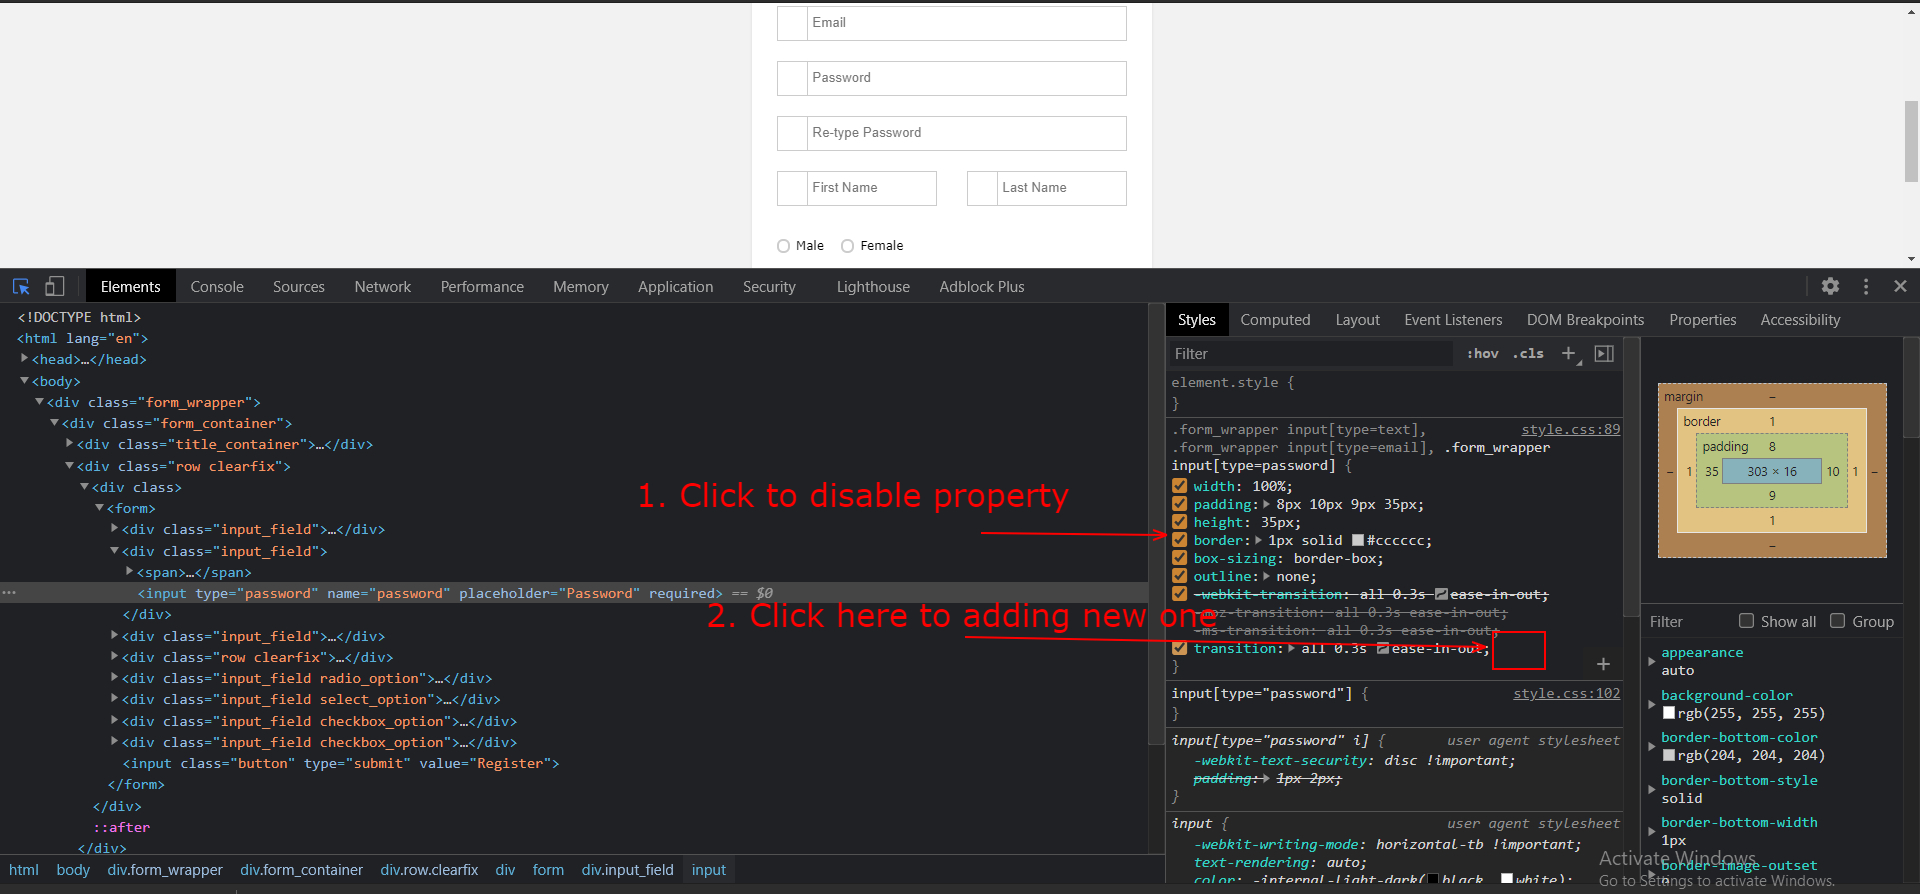 Email
Password
Re-type Password
First Name
Last Name
Male
Female
Elements Console Sources Network Performance Memory Application Security Lighthouse Adblock Plus
<!DOCTYPE html>
<html lang="en">
<head>…</head>
<body>
<div class="form_wrapper">
<div class="form_container">
<div class="title_container">…</div>
<div class="row clearfix">
<div class>
<form>
<div class="input_field">…</div>
<div class="input_field">
<span>…</span>
<input type="password" name="password" placeholder="Password" required> == $0
</div>
<div class="input_field">…</div>
<div class="row clearfix">…</div>
<div class="input_field radio_option">…</div>
<div class="input_field select_option">…</div>
<div class="input_field checkbox_option">…</div>
<div class="input_field checkbox_option">…</div>
<input class="button" type="submit" value="Register">
</form>
</div>
::after
</div>
html body div.form_wrapper div.form_container div.row.clearfix div form div.input_field input
1. Click to disable property
2. Click here to adding new one
Styles Computed Layout Event Listeners DOM Breakpoints Properties Accessibility
Filter :hov .cls +
element.style {
}
.form_wrapper input[type=text], style.css:89
.form_wrapper input[type=email], .form_wrapper
input[type=password] {
width: 100%;
padding: 8px 10px 9px 35px;
height: 35px;
border: 1px solid #cccccc;
box-sizing: border-box;
outline: none;
-webkit-transition: all 0.3s ease-in-out;
-moz-transition: all 0.3s ease-in-out;
-ms-transition: all 0.3s ease-in-out;
transition: all 0.3s ease-in-out;
}
+
input[type="password"] { style.css:102
}
input[type="password" i] { user agent stylesheet
-webkit-text-security: disc !important;
padding: 1px 2px;
}
input { user agent stylesheet
-webkit-writing-mode: horizontal-tb !important;
text-rendering: auto;
color: -internal-light-dark( black, white);
margin –
border 1
padding 8
– 1 35 303 × 16 10 1 –
9
1
–
Filter Show all Group
appearance
auto
background-color
rgb(255, 255, 255)
border-bottom-color
rgb(204, 204, 204)
border-bottom-style
solid
border-bottom-width
1px
border-image-outset
Activate Windows
Go to Settings to activate Windows.